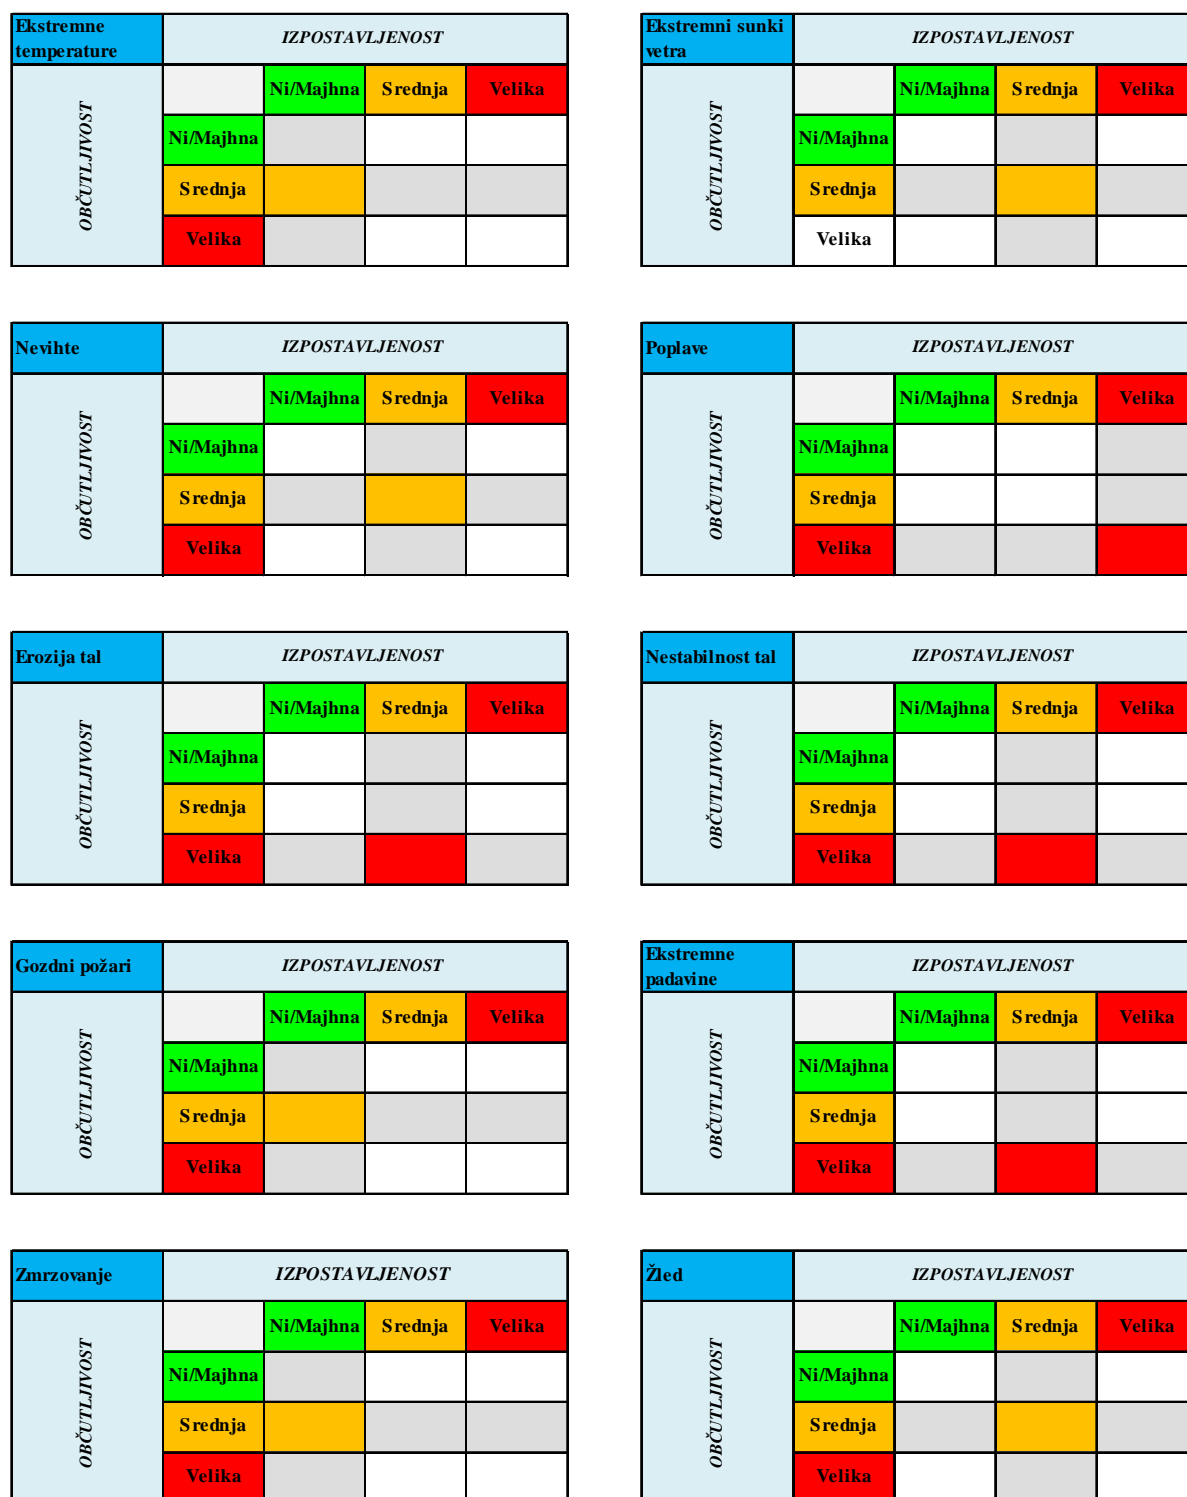 Ekstremne
temperature
IZPOSTAVLJENOST
OBČUTLJIVOST
Ni/Majhna Srednja Velika
Ni/Majhna
Srednja
Velika
Ekstremni sunki
vetra
IZPOSTAVLJENOST
OBČUTLJIVOST
Ni/Majhna Srednja Velika
Ni/Majhna
Srednja
Velika
Nevihte
IZPOSTAVLJENOST
OBČUTLJIVOST
Ni/Majhna Srednja Velika
Ni/Majhna
Srednja
Velika
Poplave
IZPOSTAVLJENOST
OBČUTLJIVOST
Ni/Majhna Srednja Velika
Ni/Majhna
Srednja
Velika
Erozija tal
IZPOSTAVLJENOST
OBČUTLJIVOST
Ni/Majhna Srednja Velika
Ni/Majhna
Srednja
Velika
Nestabilnost tal
IZPOSTAVLJENOST
OBČUTLJIVOST
Ni/Majhna Srednja Velika
Ni/Majhna
Srednja
Velika
Gozdni požari
IZPOSTAVLJENOST
OBČUTLJIVOST
Ni/Majhna Srednja Velika
Ni/Majhna
Srednja
Velika
Ekstremne
padavine
IZPOSTAVLJENOST
OBČUTLJIVOST
Ni/Majhna Srednja Velika
Ni/Majhna
Srednja
Velika
Zmrzovanje
IZPOSTAVLJENOST
OBČUTLJIVOST
Ni/Majhna Srednja Velika
Ni/Majhna
Srednja
Velika
Žled
IZPOSTAVLJENOST
OBČUTLJIVOST
Ni/Majhna Srednja Velika
Ni/Majhna
Srednja
Velika